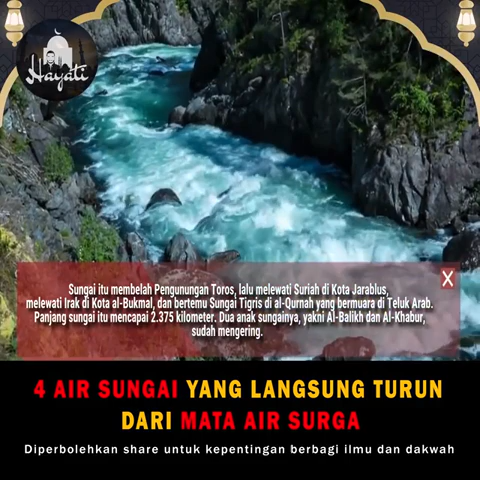 Hayati
X
Sungai itu membelah Pengunungan Toros, lalu melewati Suriah di Kota Jarablus,
melewati Irak di Kota al-Bukmal, dan bertemu Sungai Tigris di al-Qurnah yang bermuara di Teluk Arab.
Panjang sungai itu mencapai 2.375 kilometer. Dua anak sungainya, yakni Al-Balikh dan Al-Khabur,
sudah mengering.
4 AIR SUNGAI YANG LANGSUNG TURUN
DARI MATA AIR SURGA
Diperbolehkan share untuk kepentingan berbagi ilmu dan dakwah